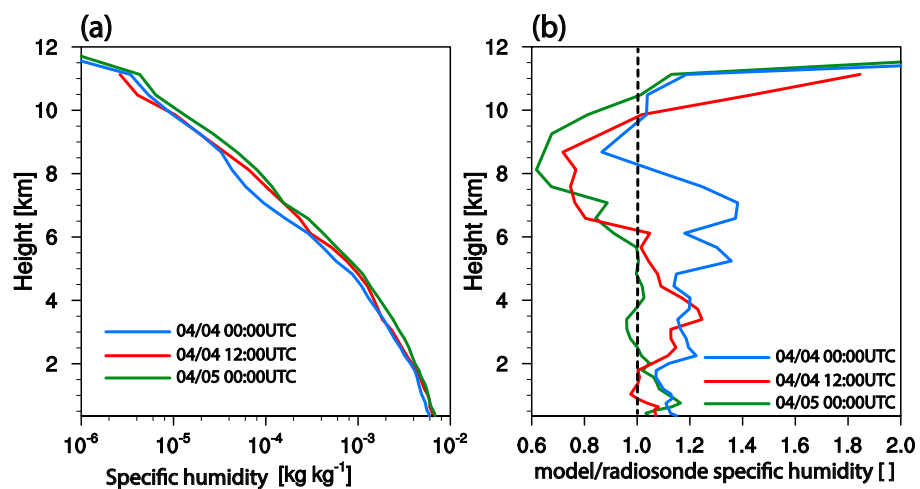 (a)
12
10
8
6
4
2
Height [km]
04/04 00:00UTC
04/04 12:00UTC
04/05 00:00UTC
10-6
10-5
10-4
10-3
10-2
Specific humidity [kg kg-1]
(b)
12
10
8
6
4
2
Height [km]
04/04 00:00UTC
04/04 12:00UTC
04/05 00:00UTC
0.6 0.8 1.0 1.2 1.4 1.6 1.8 2.0
model/radiosonde specific humidity [ ]